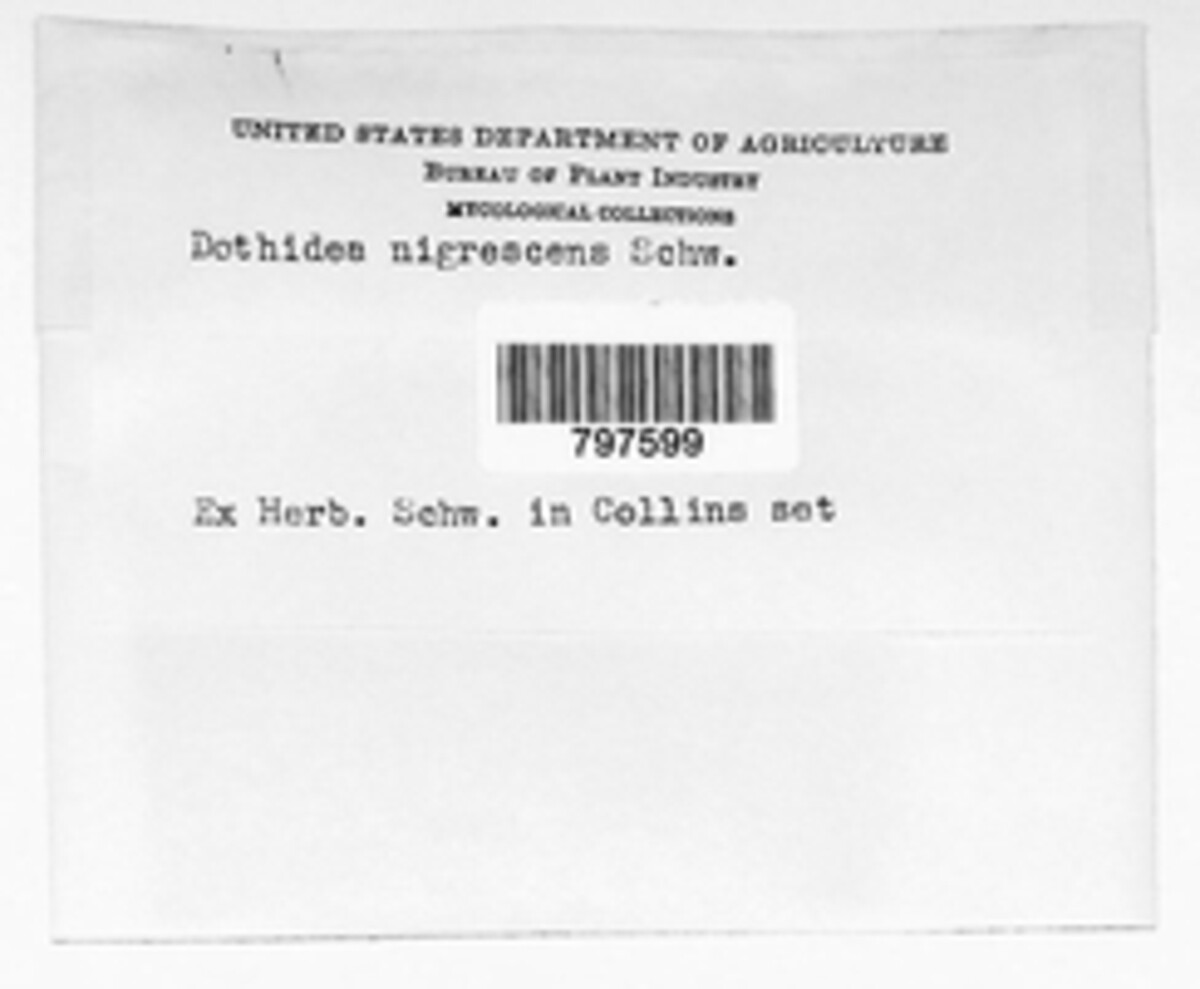 UNITED STATES DEPARTMENT OF AGRICULTURE
BUREAU OF PLANT INDUSTRY
MYCOLOGICAL COLLECTIONS
Dothidea nigrescens Schw.
797599
Ex Herb. Schw. in Collins set